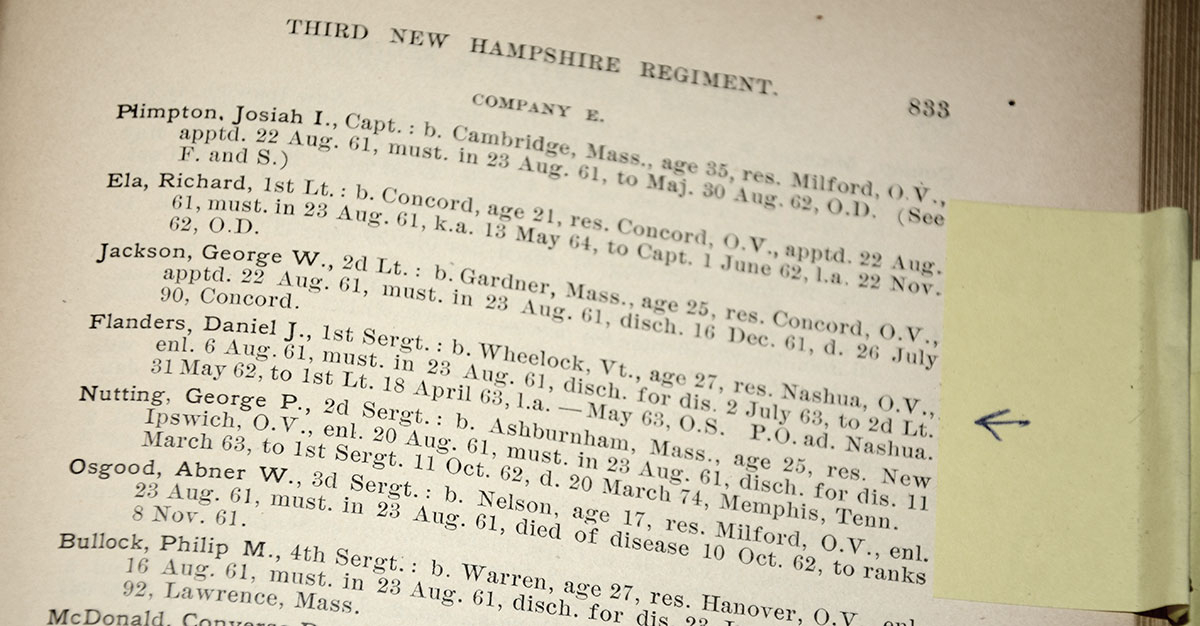 THIRD NEW HAMPSHIRE REGIMENT.
833
COMPANY E.
Plimpton, Josiah I., Capt.: b. Cambridge, Mass., age 35, res. Milford, O.V.,
apptd. 22 Aug. 61, must. in 23 Aug. 61, to Maj. 30 Aug. 62, O.D. (See
F. and S.)
Ela, Richard, 1st Lt.: b. Concord, age 21, res. Concord, O.V., apptd. 22 Aug.
61, must. in 23 Aug. 61, k.a. 13 May 64, to Capt. 1 June 62, l.a. 22 Nov.
62, O.D.
Jackson, George W., 2d Lt.: b. Gardner, Mass., age 25, res. Concord, O.V.,
apptd. 22 Aug. 61, must. in 23 Aug. 61, disch. 16 Dec. 61, d. 26 July
90, Concord.
Flanders, Daniel J., 1st Sergt.: b. Wheelock, Vt., age 27, res. Nashua, O.V.,
enl. 6 Aug. 61, must. in 23 Aug. 61, disch. for dis. 2 July 63, to 2d Lt.
31 May 62, to 1st Lt. 18 April 63, l.a. — May 63, O.S. P.O. ad. Nashua.
Nutting, George P., 2d Sergt.: b. Ashburnham, Mass., age 25, res. New
Ipswich, O.V., enl. 20 Aug. 61, must. in 23 Aug. 61, disch. for dis. 11
March 63, to 1st Sergt. 11 Oct. 62, d. 20 March 74, Memphis, Tenn.
Osgood, Abner W., 3d Sergt.: b. Nelson, age 17, res. Milford, O.V., enl.
23 Aug. 61, must. in 23 Aug. 61, died of disease 10 Oct. 62, to ranks
8 Nov. 61.
Bullock, Philip M., 4th Sergt.: b. Warren, age 27, res. Hanover, O.V., enl.
16 Aug. 61, must. in 23 Aug. 61, disch. for dis.
92, Lawrence, Mass.
McDonald, Converse